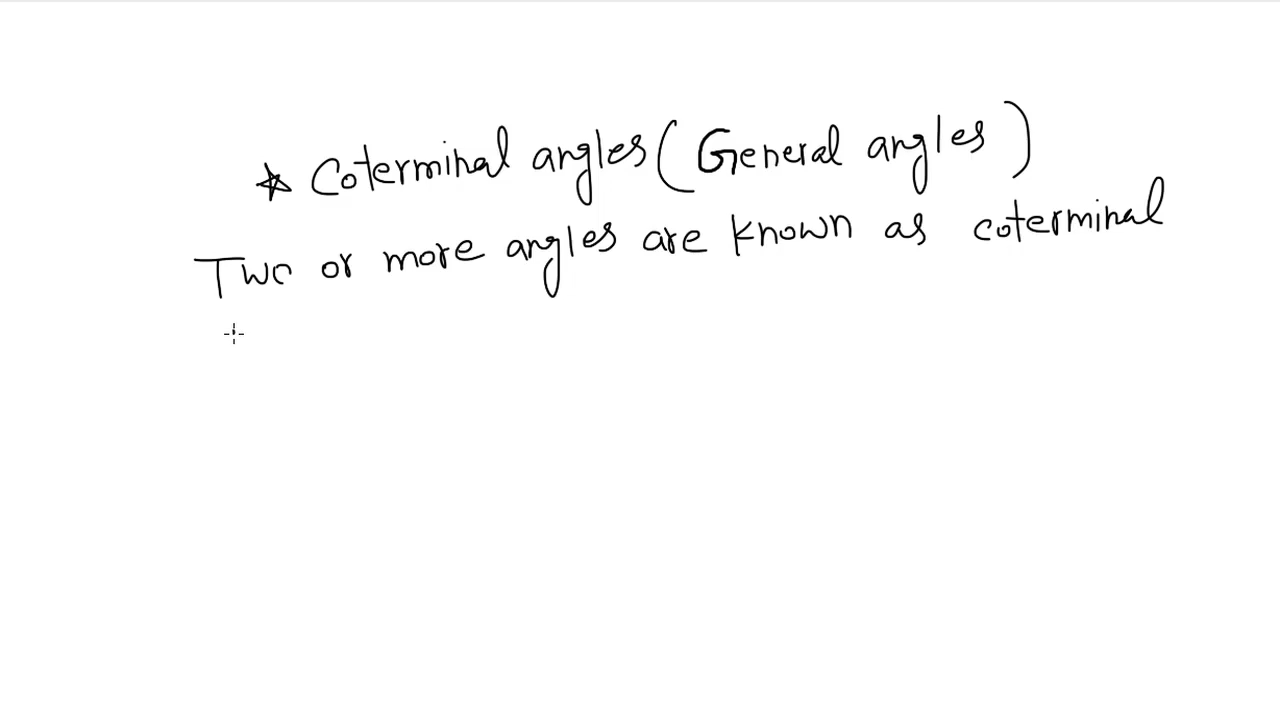 * Coterminal angles (General angles)
Two or more angles are known as coterminal